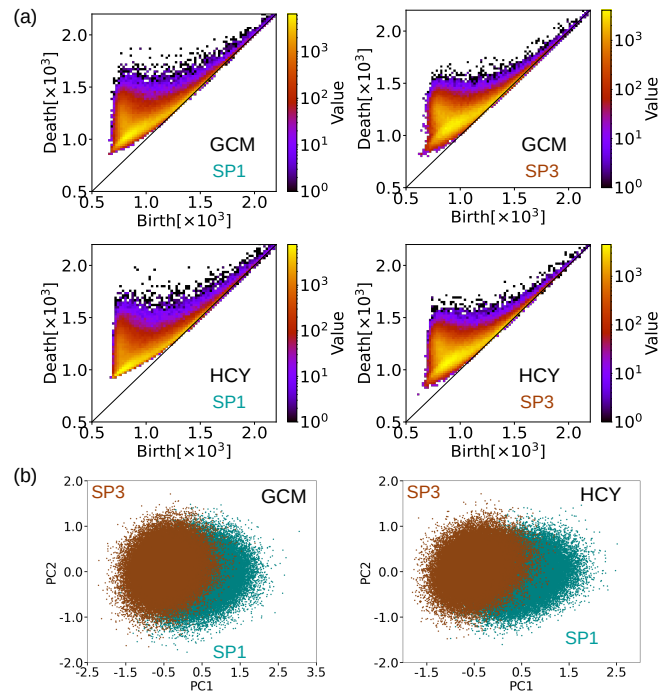 (a)
Death[×10³]
2.0
1.5
1.0
0.5
0.5
1.0
1.5
2.0
Birth[×10³]
GCM
SP1
10³
10²
10¹
10⁰
Value
Death[×10³]
2.0
1.5
1.0
0.5
0.5
1.0
1.5
2.0
Birth[×10³]
GCM
SP3
10³
10²
10¹
10⁰
Value
Death[×10³]
2.0
1.5
1.0
0.5
0.5
1.0
1.5
2.0
Birth[×10³]
HCY
SP1
10³
10²
10¹
10⁰
Value
Death[×10³]
2.0
1.5
1.0
0.5
0.5
1.0
1.5
2.0
Birth[×10³]
HCY
SP3
10³
10²
10¹
10⁰
Value
(b)
PC2
2.0
1.0
0.0
-1.0
-2.0
SP3
GCM
SP1
-2.5
-1.5
-0.5
0.5
1.5
2.5
3.5
PC1
PC2
2.0
1.0
0.0
-1.0
-2.0
SP3
HCY
SP1
-1.5
-0.5
0.5
1.5
2.5
PC1